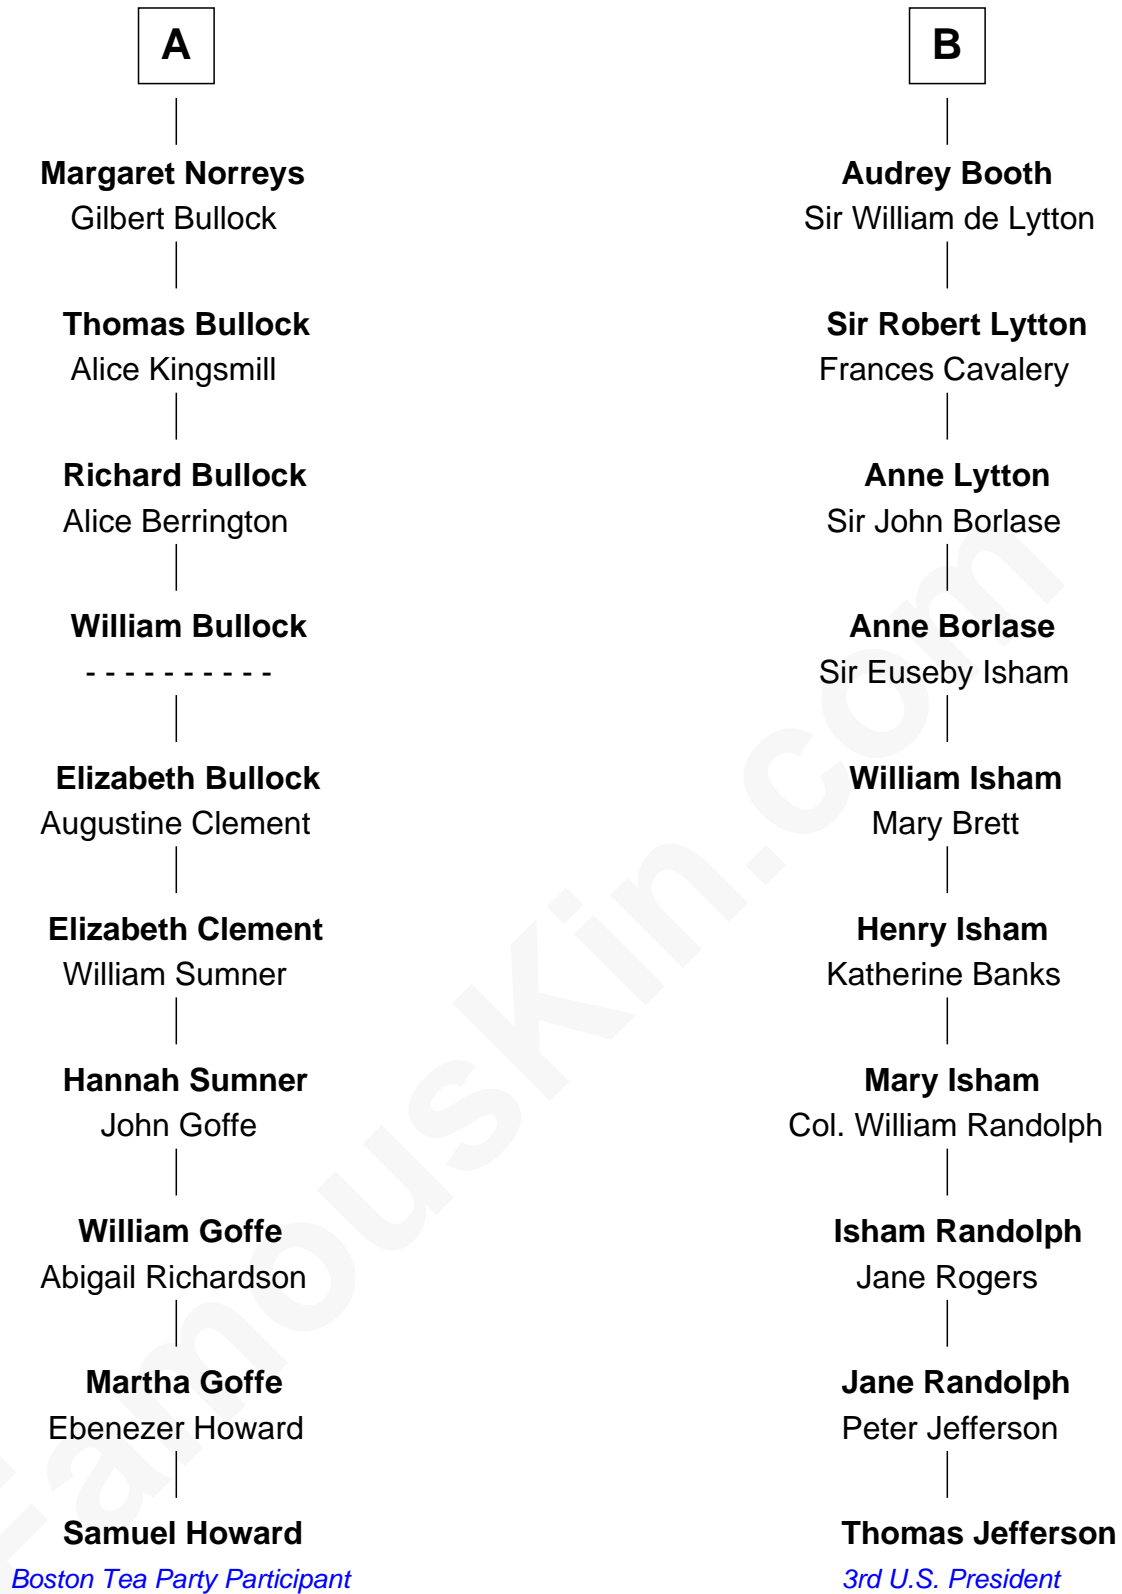 A
Margaret Norreys
Gilbert Bullock
Thomas Bullock
Alice Kingsmill
Richard Bullock
Alice Berrington
William Bullock
- - - - - - - - - -
Elizabeth Bullock
Augustine Clement
Elizabeth Clement
William Sumner
Hannah Sumner
John Goffe
William Goffe
Abigail Richardson
Martha Goffe
Ebenezer Howard
Samuel Howard
Boston Tea Party Participant
B
Audrey Booth
Sir William de Lytton
Sir Robert Lytton
Frances Cavalery
Anne Lytton
Sir John Borlase
Anne Borlase
Sir Euseby Isham
William Isham
Mary Brett
Henry Isham
Katherine Banks
Mary Isham
Col. William Randolph
Isham Randolph
Jane Rogers
Jane Randolph
Peter Jefferson
Thomas Jefferson
3rd U.S. President
FamousKin.com